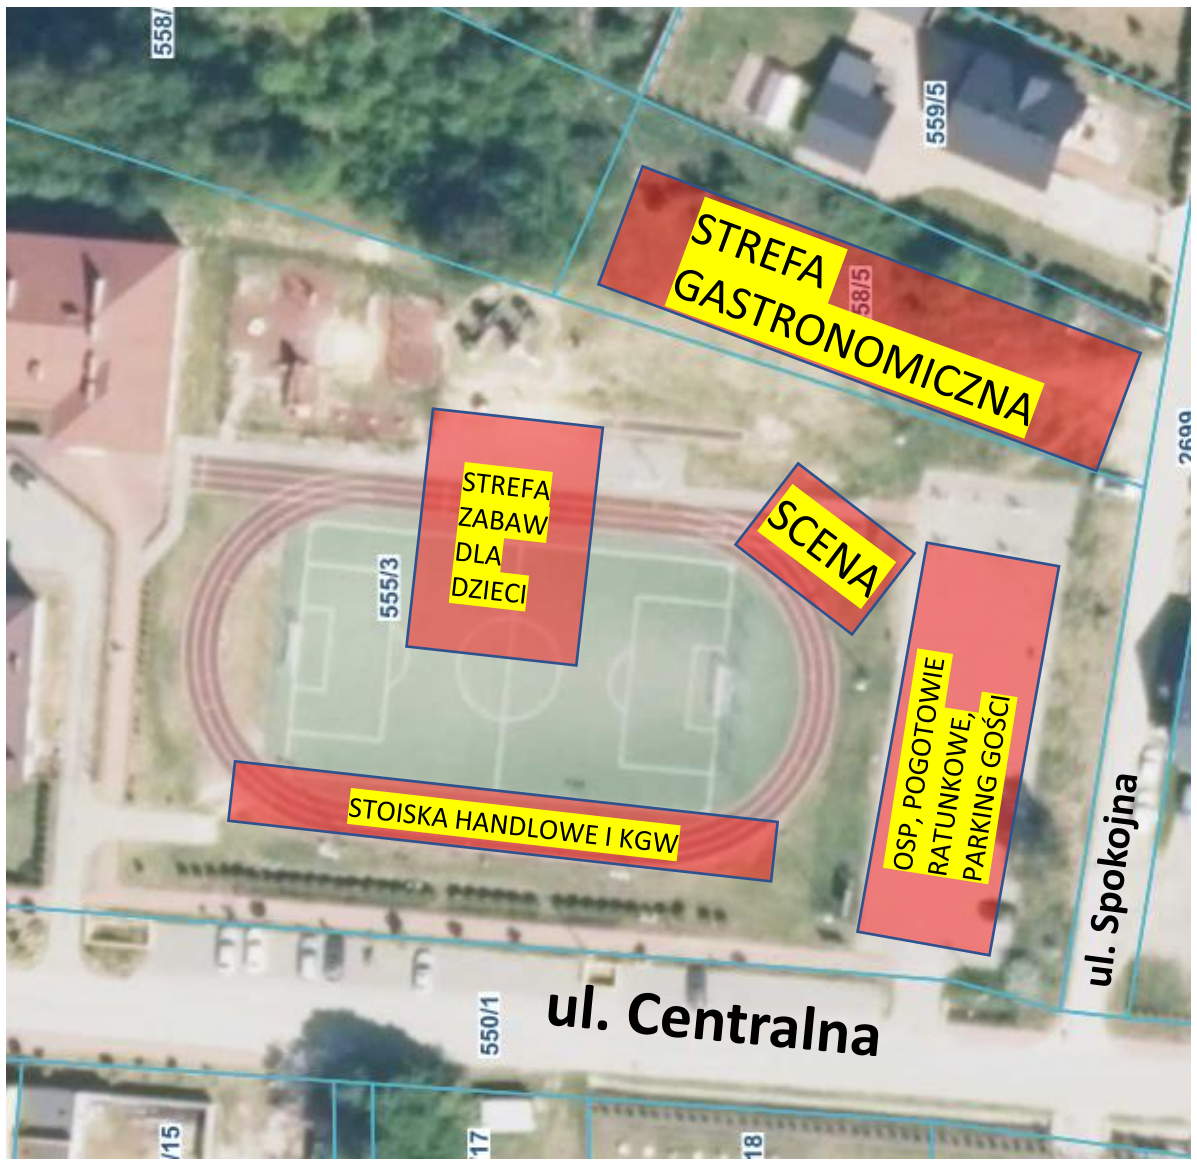 558/
559/5
STREFA
GASTRONOMICZNA
58/5
2699
STREFA
ZABAW
DLA
DZIECI
SCENA
555/3
OSP, POGOTOWIE
RATUNKOWE,
PARKING GOŚCI
STOISKA HANDLOWE I KGW
ul. Spokojna
ul. Centralna
550/1
/15
/17
18